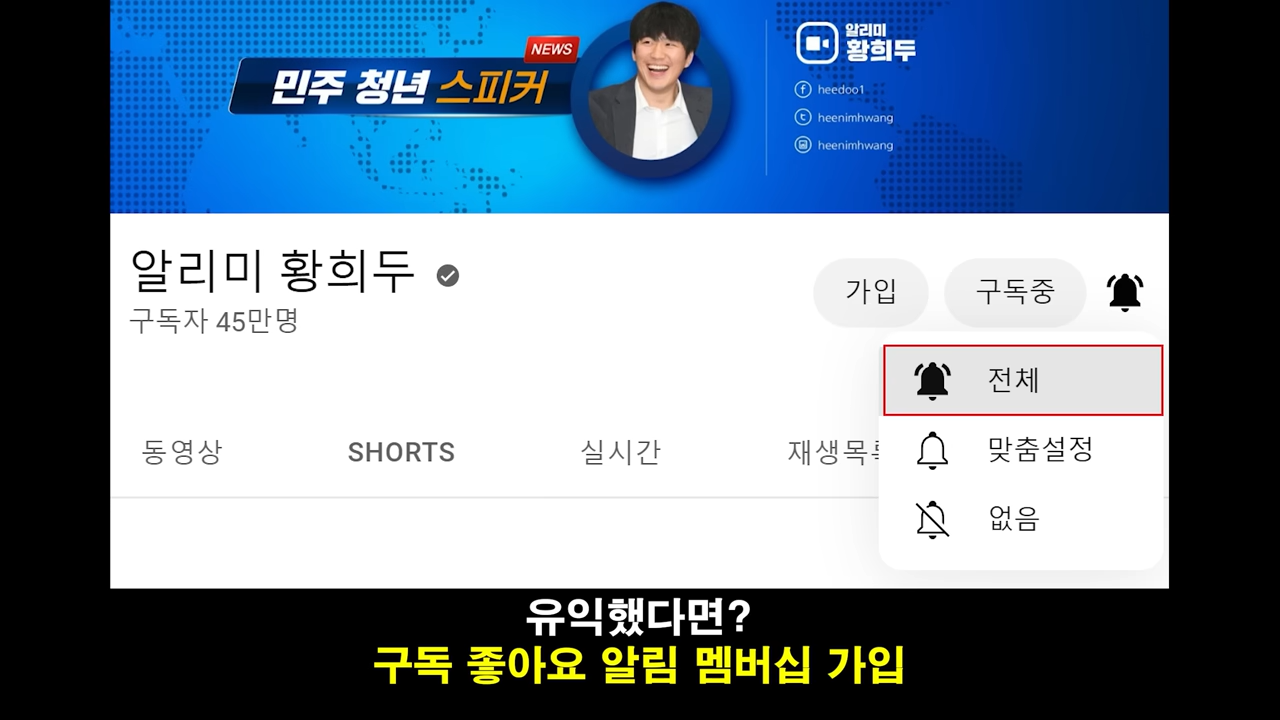 NEWS
민주 청년 스피커
알리미
황희두
heedoo1
heenimhwang
heenimhwang
알리미 황희두
구독자 45만명
가입
구독중
전체
맞춤설정
없음
동영상
SHORTS
실시간
재생목
유익했다면?
구독 좋아요 알림 멤버십 가입